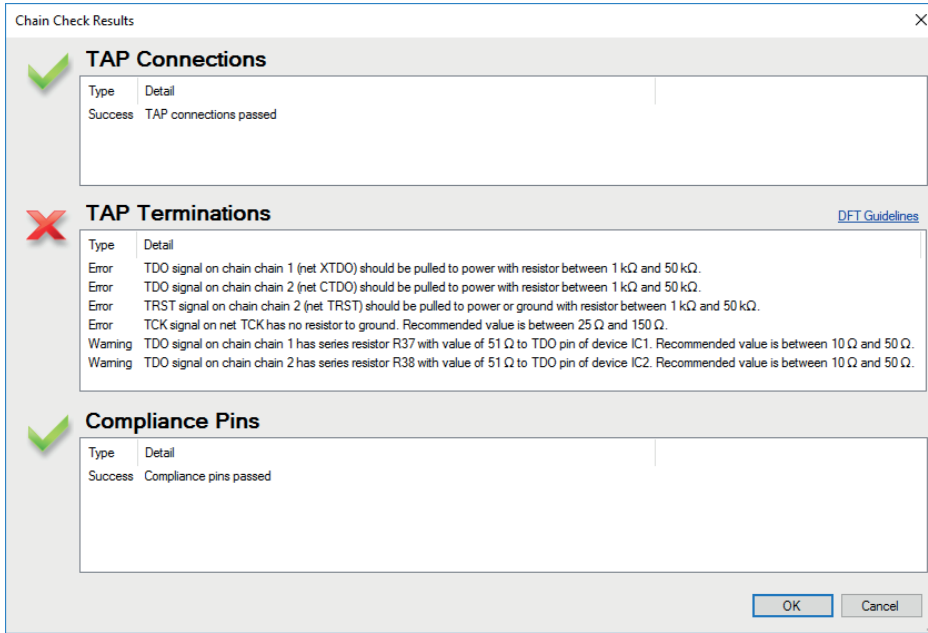 Chain Check Results
TAP Connections
Type Detail
Success TAP connections passed
TAP Terminations
DFT Guidelines
Type Detail
Error TDO signal on chain chain 1 (net XTDO) should be pulled to power with resistor between 1 kΩ and 50 kΩ.
Error TDO signal on chain chain 2 (net CTDO) should be pulled to power with resistor between 1 kΩ and 50 kΩ.
Error TRST signal on chain chain 2 (net TRST) should be pulled to power or ground with resistor between 1 kΩ and 50 kΩ.
Error TCK signal on net TCK has no resistor to ground. Recommended value is between 25 Ω and 150 Ω.
Warning TDO signal on chain chain 1 has series resistor R37 with value of 51 Ω to TDO pin of device IC1. Recommended value is between 10 Ω and 50 Ω.
Warning TDO signal on chain chain 2 has series resistor R38 with value of 51 Ω to TDO pin of device IC2. Recommended value is between 10 Ω and 50 Ω.
Compliance Pins
Type Detail
Success Compliance pins passed
OK Cancel